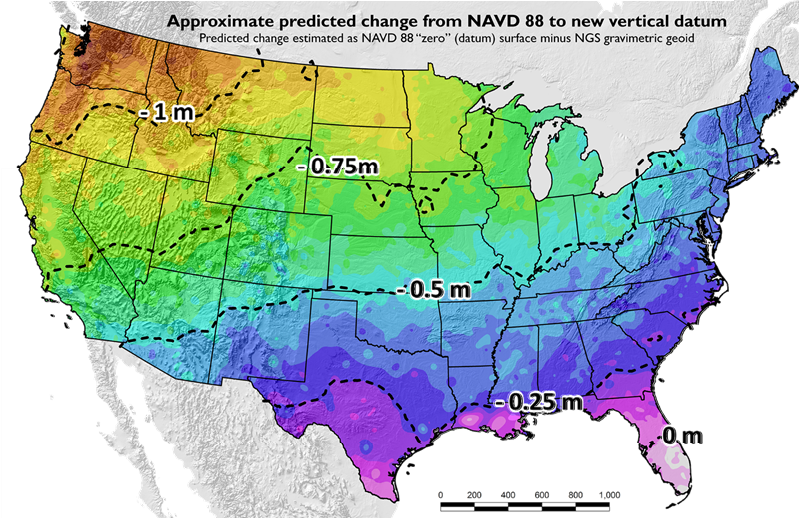 Approximate predicted change from NAVD 88 to new vertical datum
Predicted change estimated as NAVD 88 "zero" (datum) surface minus NGS gravimetric geoid
- 1 m
- 0.75m
- 0.5 m
- 0.25 m
0 m
0 200 400 600 800 1,000